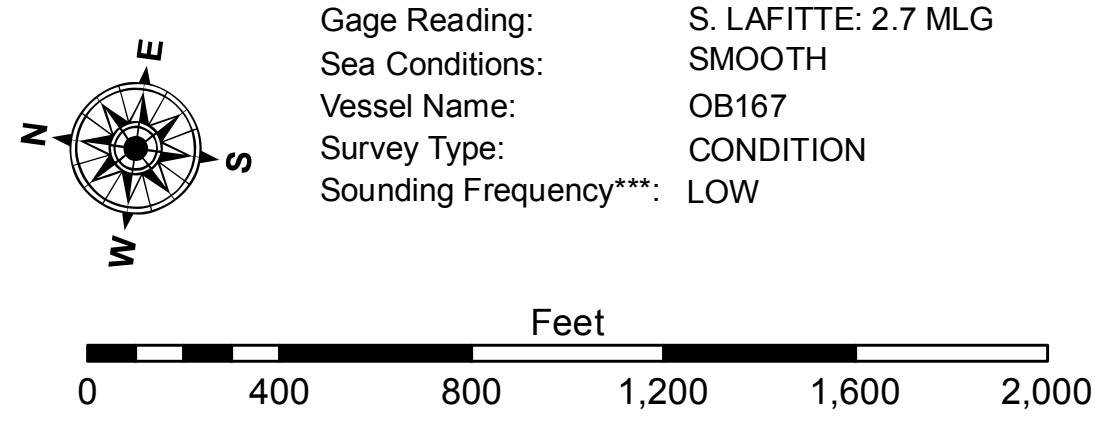 Gage Reading: S. LAFITTE: 2.7 MLG
Sea Conditions: SMOOTH
Vessel Name: OB167
Survey Type: CONDITION
Sounding Frequency***: LOW
E
N
S
W
Feet
0 400 800 1,200 1,600 2,000